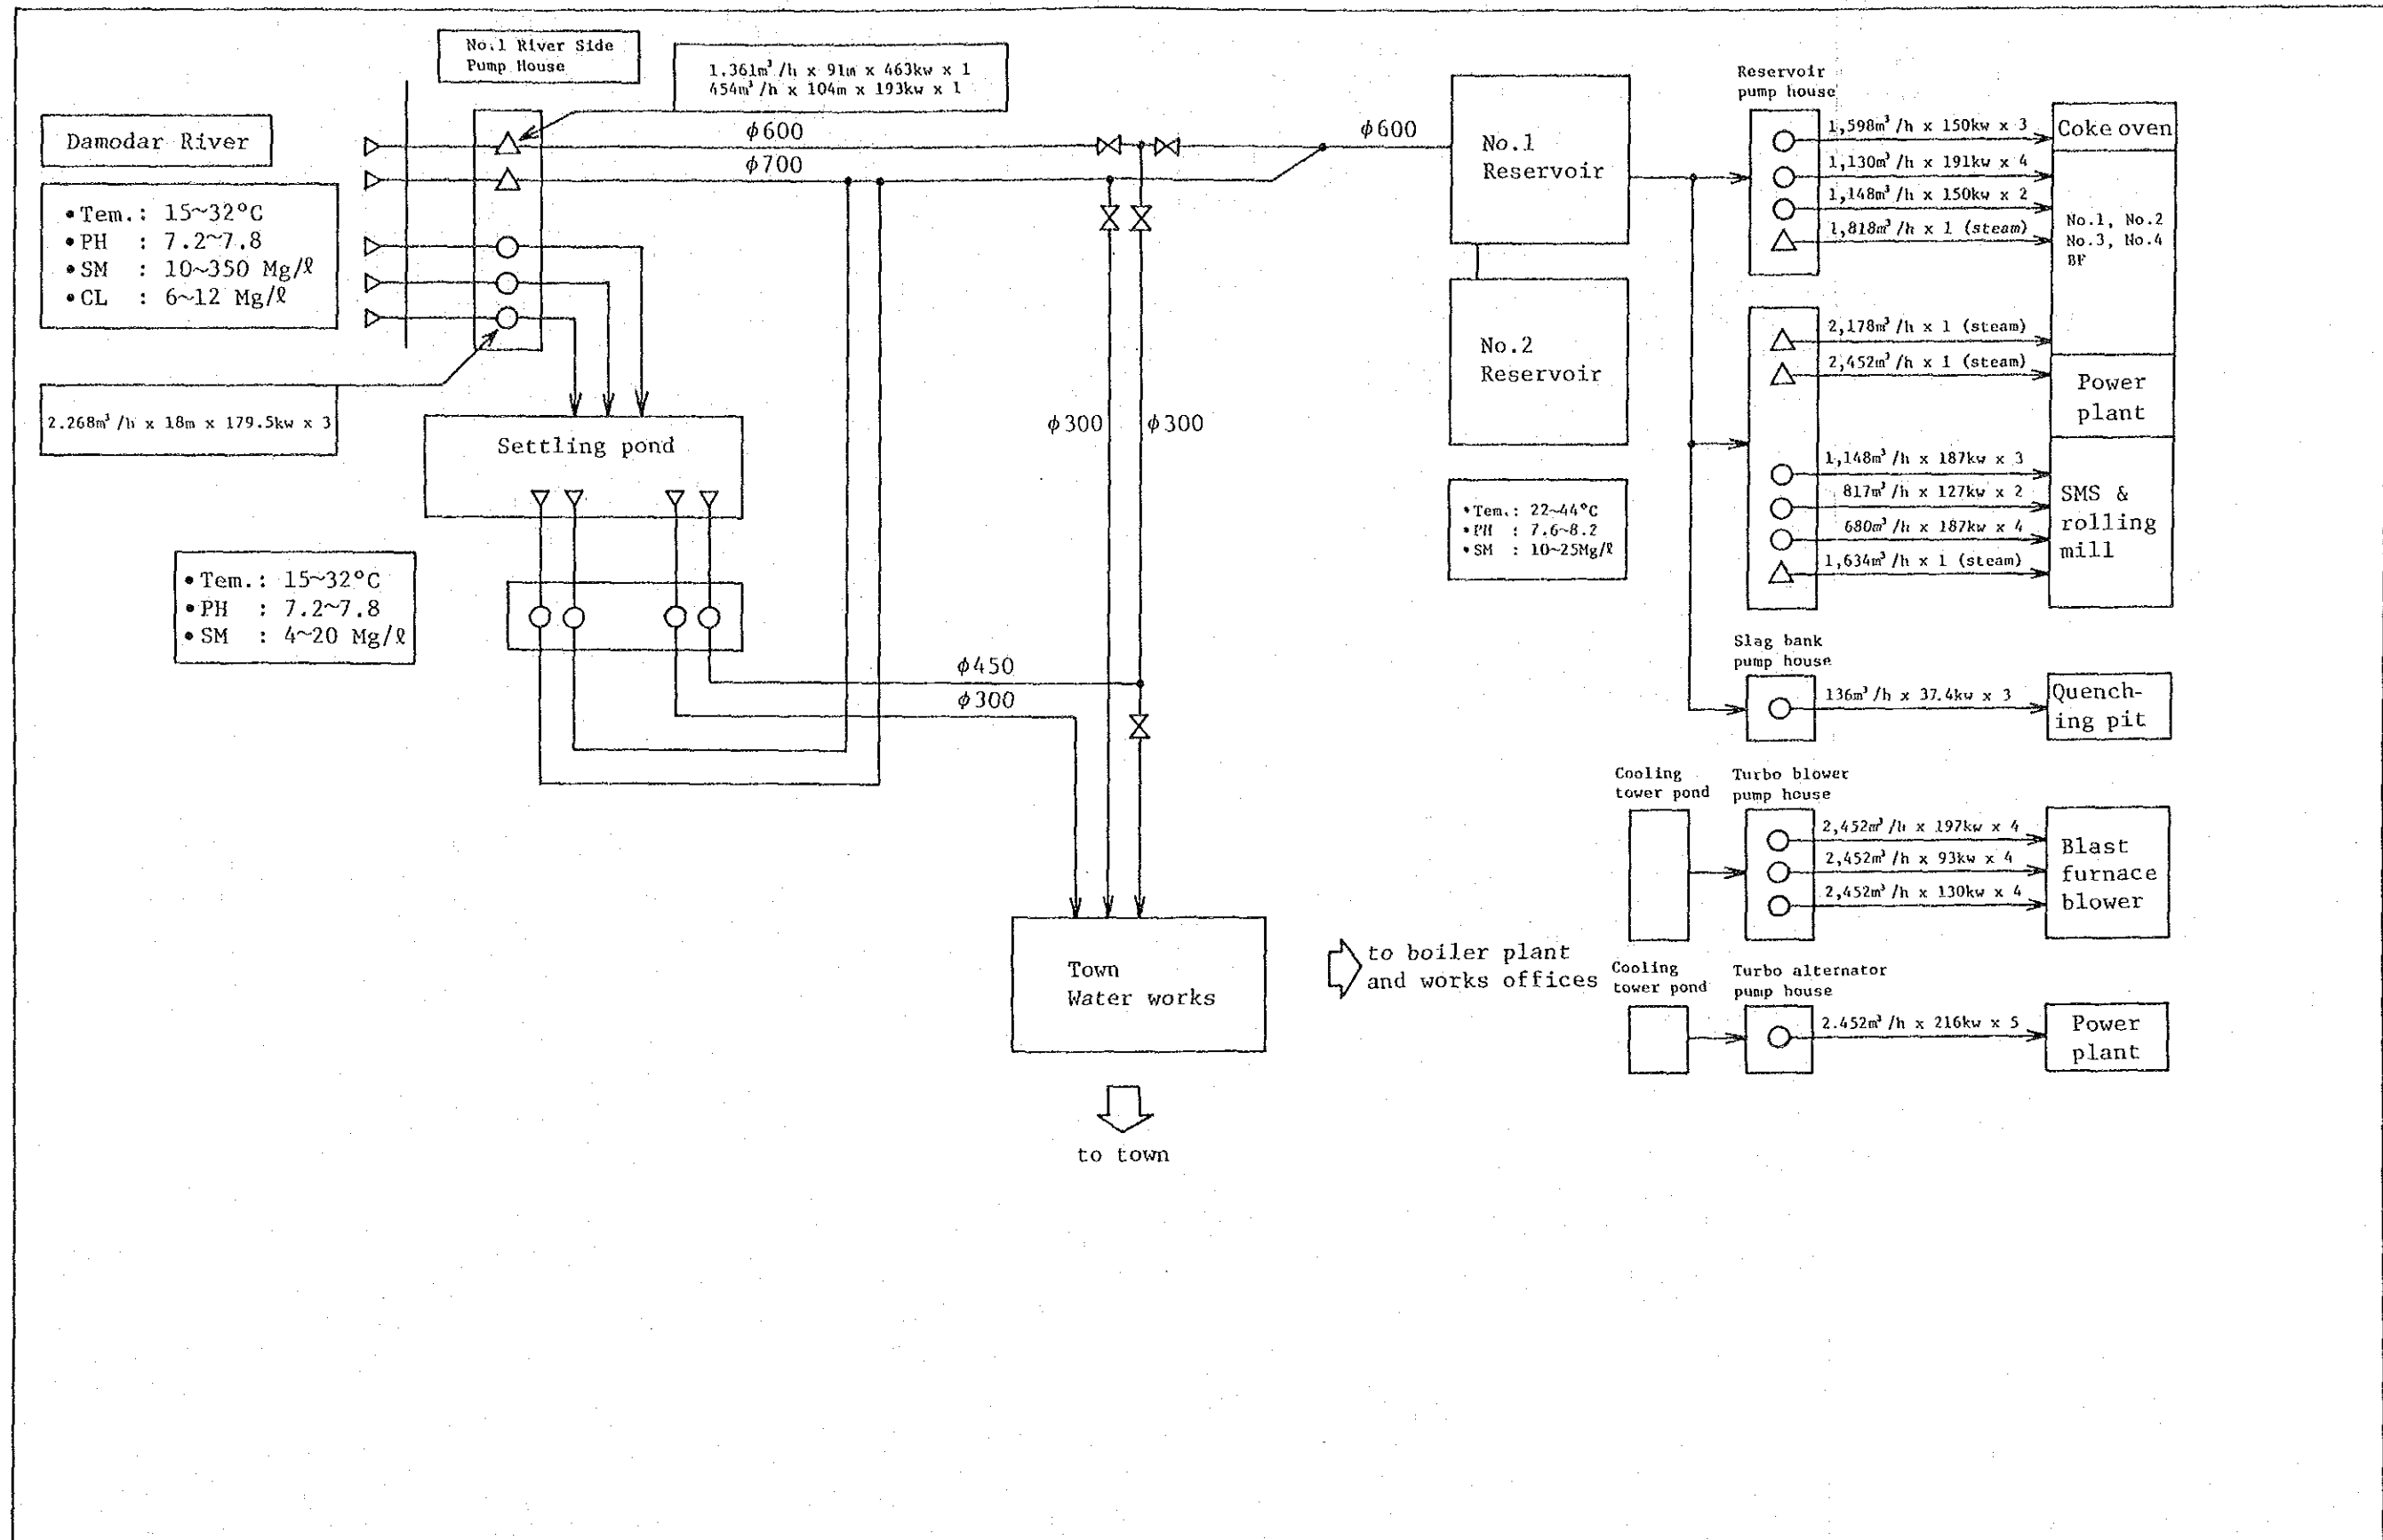 No.1 River Side
Pump House
1.361m³/h x 91m x 463kw x 1
454m³/h x 104m x 193kw x 1
Damodar River
•Tem.: 15~32°C
•PH : 7.2~7.8
•SM : 10~350 Mg/ℓ
•CL : 6~12 Mg/ℓ
2.268m³/h x 18m x 179.5kw x 3
ϕ600
ϕ700
ϕ600
Settling pond
•Tem.: 15~32°C
•PH : 7.2~7.8
•SM : 4~20 Mg/ℓ
ϕ300
ϕ300
ϕ450
ϕ300
Town
Water works
to town
to boiler plant
and works offices
No.1
Reservoir
No.2
Reservoir
•Tem.: 22~44°C
•PH : 7.6~8.2
•SM : 10~25Mg/ℓ
Reservoir
pump house
1,598m³/h x 150kw x 3
1,130m³/h x 191kw x 4
1,148m³/h x 150kw x 2
1,818m³/h x 1 (steam)
Coke oven
No.1, No.2
No.3, No.4
BF
2,178m³/h x 1 (steam)
2,452m³/h x 1 (steam)
Power
plant
1,148m³/h x 187kw x 3
817m³/h x 127kw x 2
680m³/h x 187kw x 4
1,634m³/h x 1 (steam)
SMS &
rolling
mill
Slag bank
pump house
136m³/h x 37.4kw x 3
Quench-
ing pit
Cooling
tower pond
Turbo blower
pump house
2,452m³/h x 197kw x 4
2,452m³/h x 93kw x 4
2,452m³/h x 130kw x 4
Blast
furnace
blower
Cooling
tower pond
Turbo alternator
pump house
2.452m³/h x 216kw x 5
Power
plant